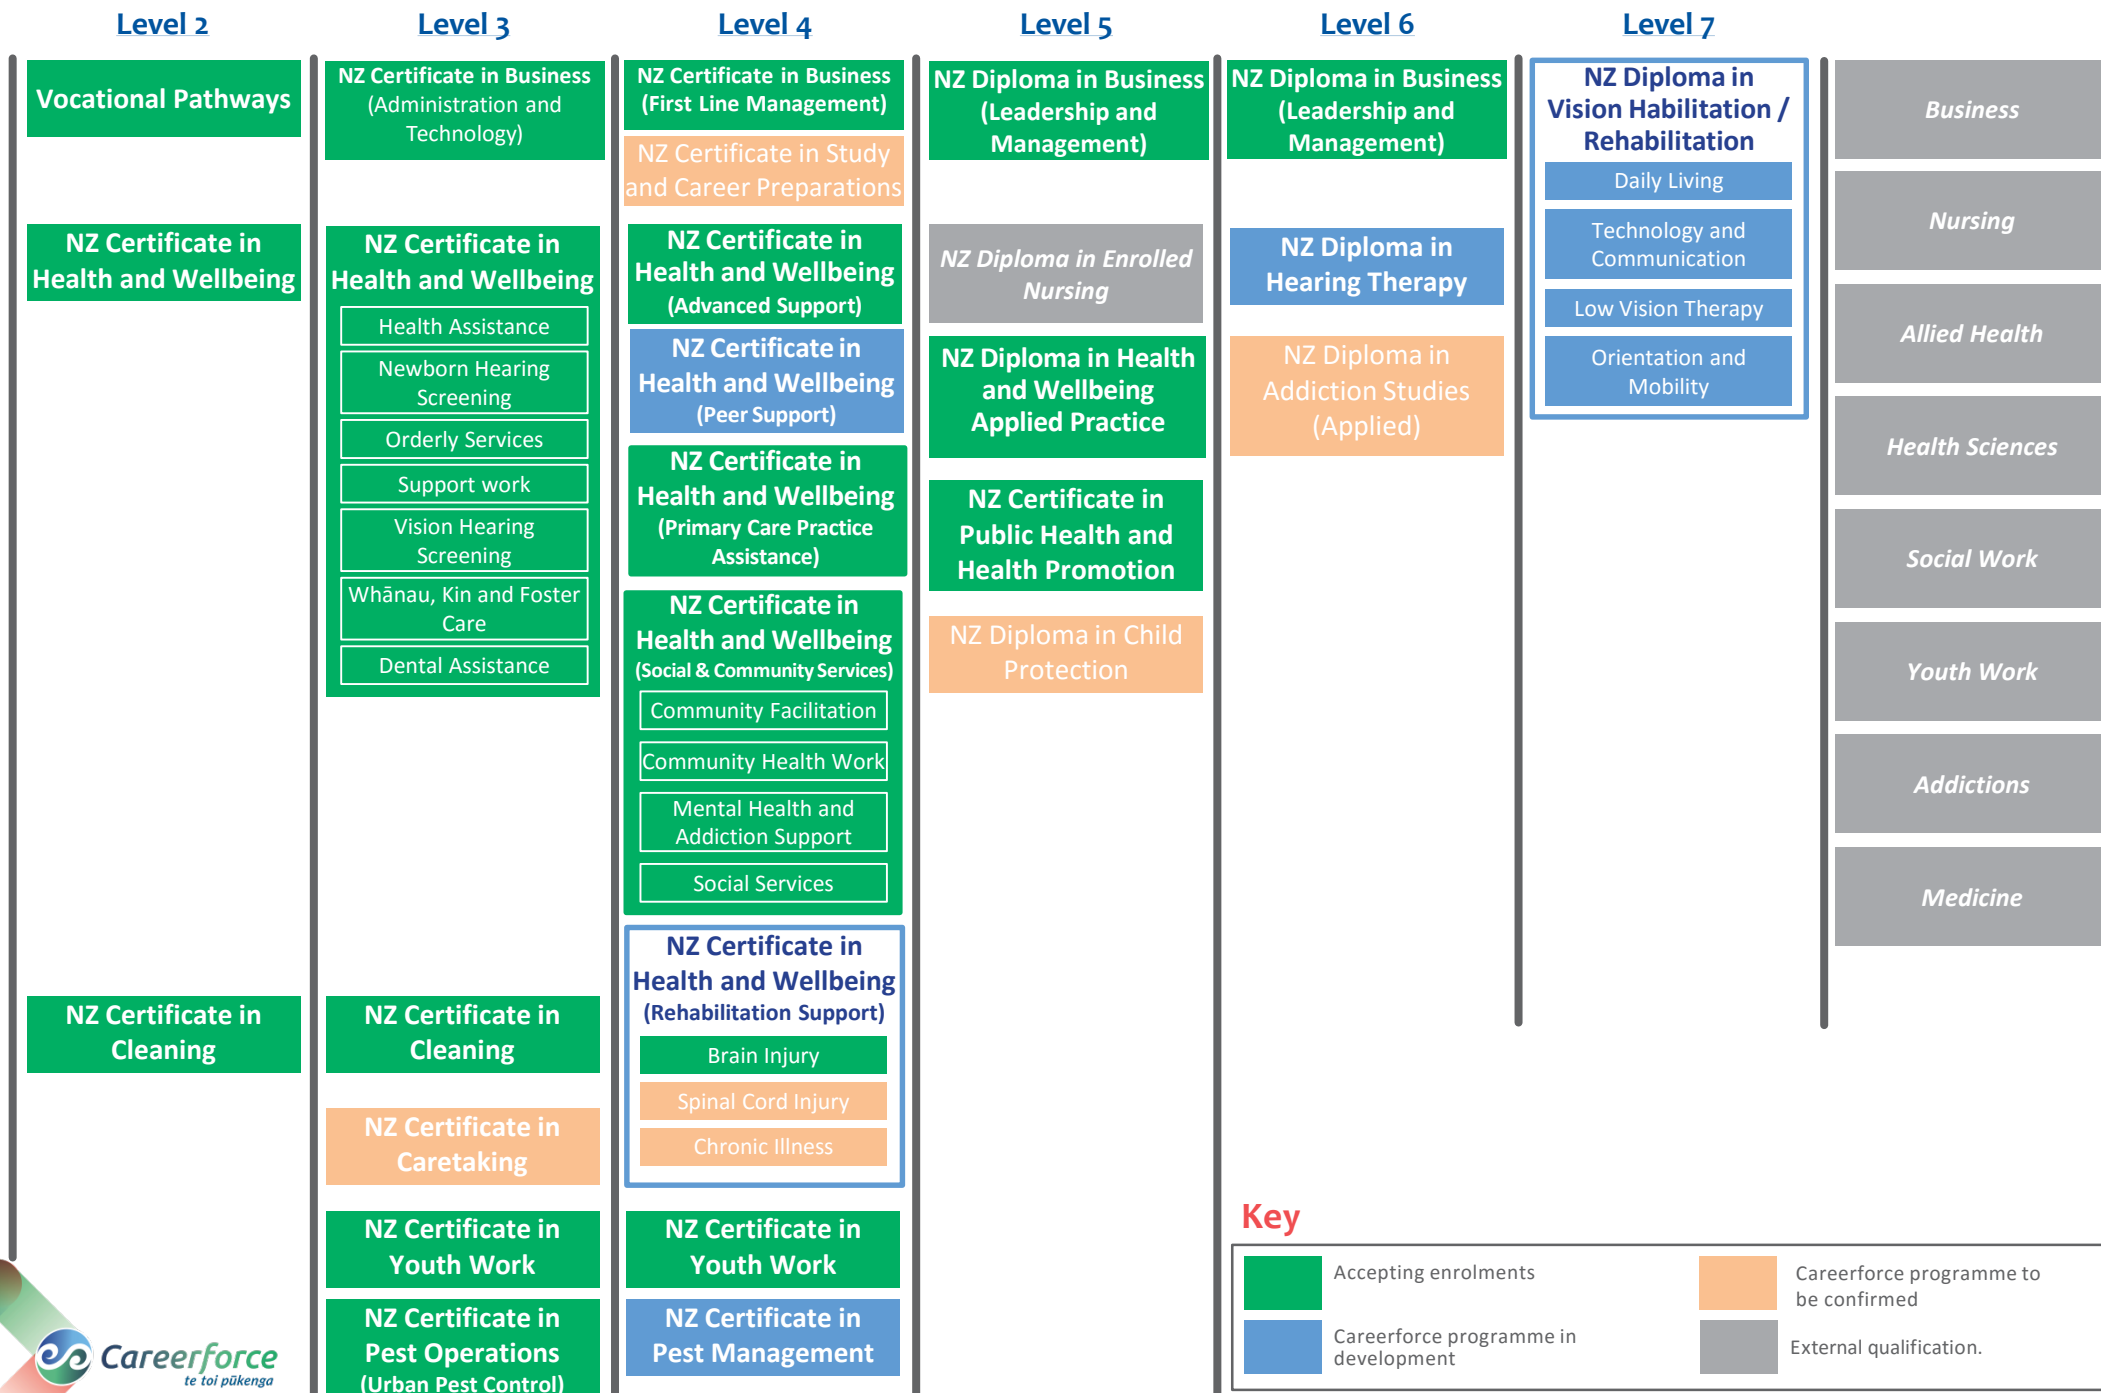 Level 2
Vocational Pathways
NZ Certificate in
Health and Wellbeing
NZ Certificate in
Cleaning
Level 3
NZ Certificate in Business
(Administration and
Technology)
NZ Certificate in
Health and Wellbeing
Health Assistance
Newborn Hearing
Screening
Orderly Services
Support work
Vision Hearing
Screening
Whānau, Kin and Foster
Care
Dental Assistance
NZ Certificate in
Cleaning
NZ Certificate in
Caretaking
NZ Certificate in
Youth Work
NZ Certificate in
Pest Operations
(Urban Pest Control)
Level 4
NZ Certificate in Business
(First Line Management)
NZ Certificate in Study
and Career Preparations
NZ Certificate in
Health and Wellbeing
(Advanced Support)
NZ Certificate in
Health and Wellbeing
(Peer Support)
NZ Certificate in
Health and Wellbeing
(Primary Care Practice
Assistance)
NZ Certificate in
Health and Wellbeing
(Social & Community Services)
Community Facilitation
Community Health Work
Mental Health and
Addiction Support
Social Services
NZ Certificate in
Health and Wellbeing
(Rehabilitation Support)
Brain Injury
Spinal Cord Injury
Chronic Illness
NZ Certificate in
Youth Work
NZ Certificate in
Pest Management
Level 5
NZ Diploma in Business
(Leadership and
Management)
NZ Diploma in Enrolled
Nursing
NZ Diploma in Health
and Wellbeing
Applied Practice
NZ Certificate in
Public Health and
Health Promotion
NZ Diploma in Child
Protection
Level 6
NZ Diploma in Business
(Leadership and
Management)
NZ Diploma in
Hearing Therapy
NZ Diploma in
Addiction Studies
(Applied)
Level 7
NZ Diploma in
Vision Habilitation /
Rehabilitation
Daily Living
Technology and
Communication
Low Vision Therapy
Orientation and
Mobility
Business
Nursing
Allied Health
Health Sciences
Social Work
Youth Work
Addictions
Medicine
Key
Accepting enrolments
Careerforce programme in
development
Careerforce programme to
be confirmed
External qualification.
Careerforce
te toi pūkenga